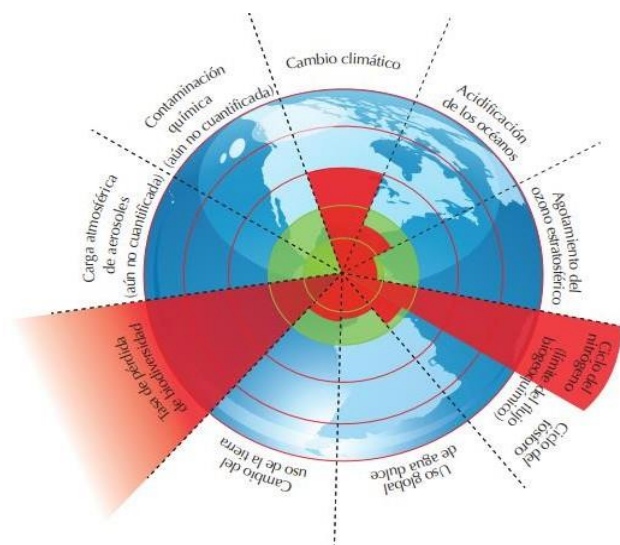 Cambio climático
Acidificación
de los océanos
Agotamiento del
ozono estratosférico
Ciclo del
nitrógeno
(límite del flujo
biogeoquímico)
Ciclo del
fósforo
Uso global
de agua dulce
Cambio del
uso de la tierra
Tasa de pérdida
de biodiversidad
Carga atmosférica
de aerosoles
(aún no cuantificada)
Contaminación
química
(aún no cuantificada)